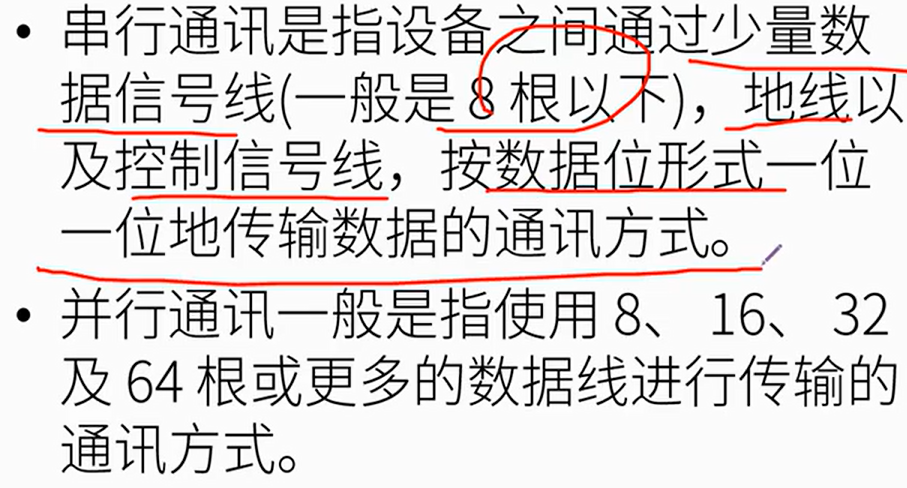 • 串行通讯是指设备之间通过少量数
据信号线(一般是 8 根以下)，地线以
及控制信号线，按数据位形式一位
一位地传输数据的通讯方式。
• 并行通讯一般是指使用 8、 16、 32
及 64 根或更多的数据线进行传输的
通讯方式。